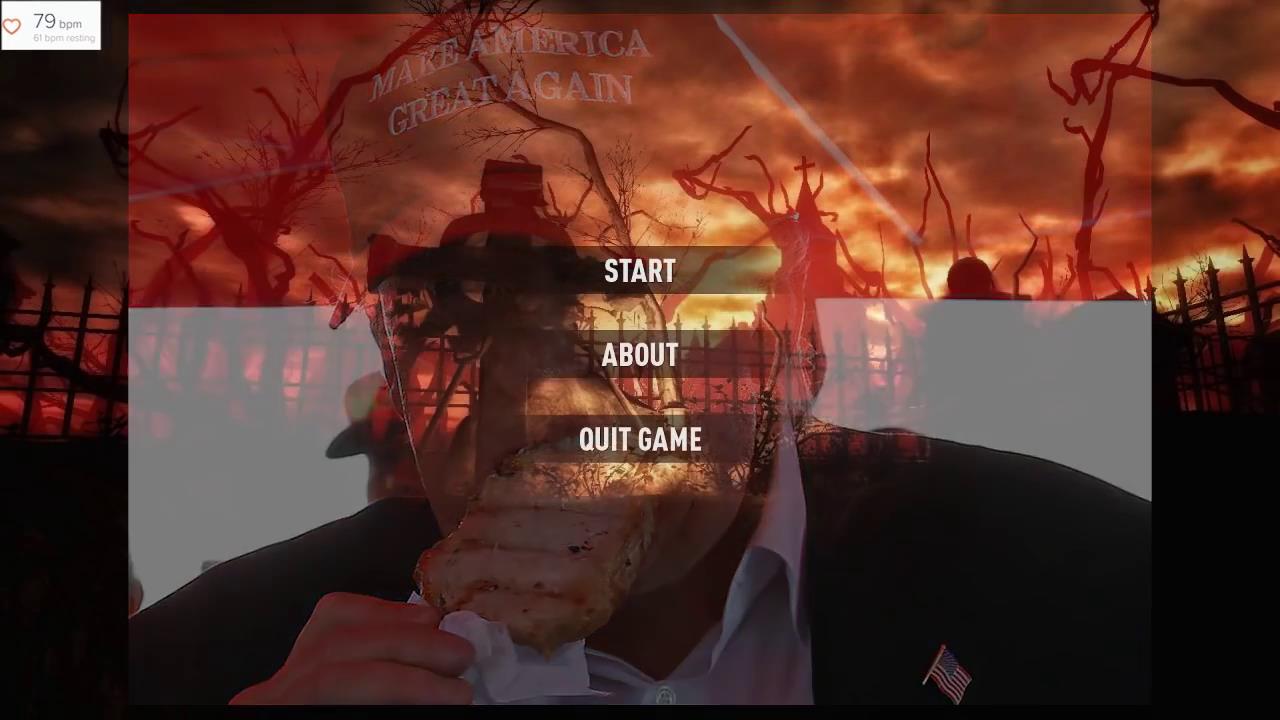 79 bpm
61 bpm resting
MAKE AMERICA
GREAT AGAIN
START
ABOUT
QUIT GAME